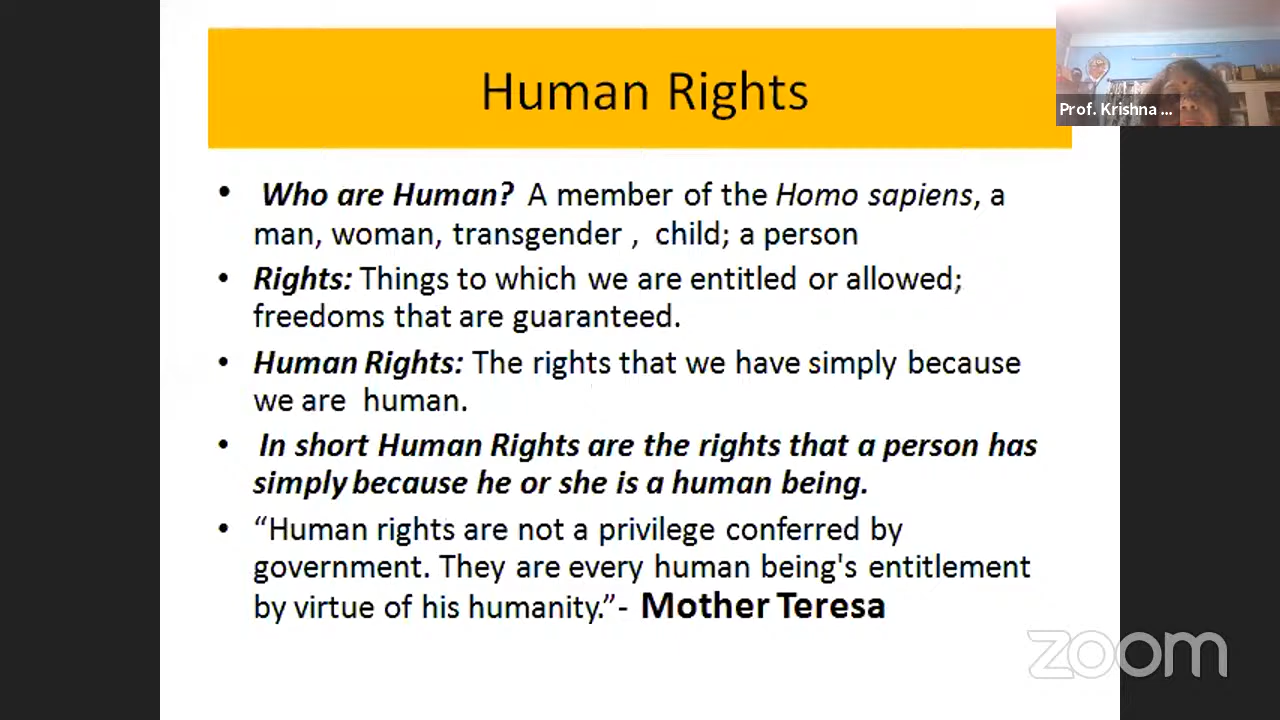 Human Rights
Prof. Krishna ...
• Who are Human? A member of the Homo sapiens, a
man, woman, transgender , child; a person
• Rights: Things to which we are entitled or allowed;
freedoms that are guaranteed.
• Human Rights: The rights that we have simply because
we are human.
• In short Human Rights are the rights that a person has
simply because he or she is a human being.
• “Human rights are not a privilege conferred by
government. They are every human being's entitlement
by virtue of his humanity.”- Mother Teresa
zoom